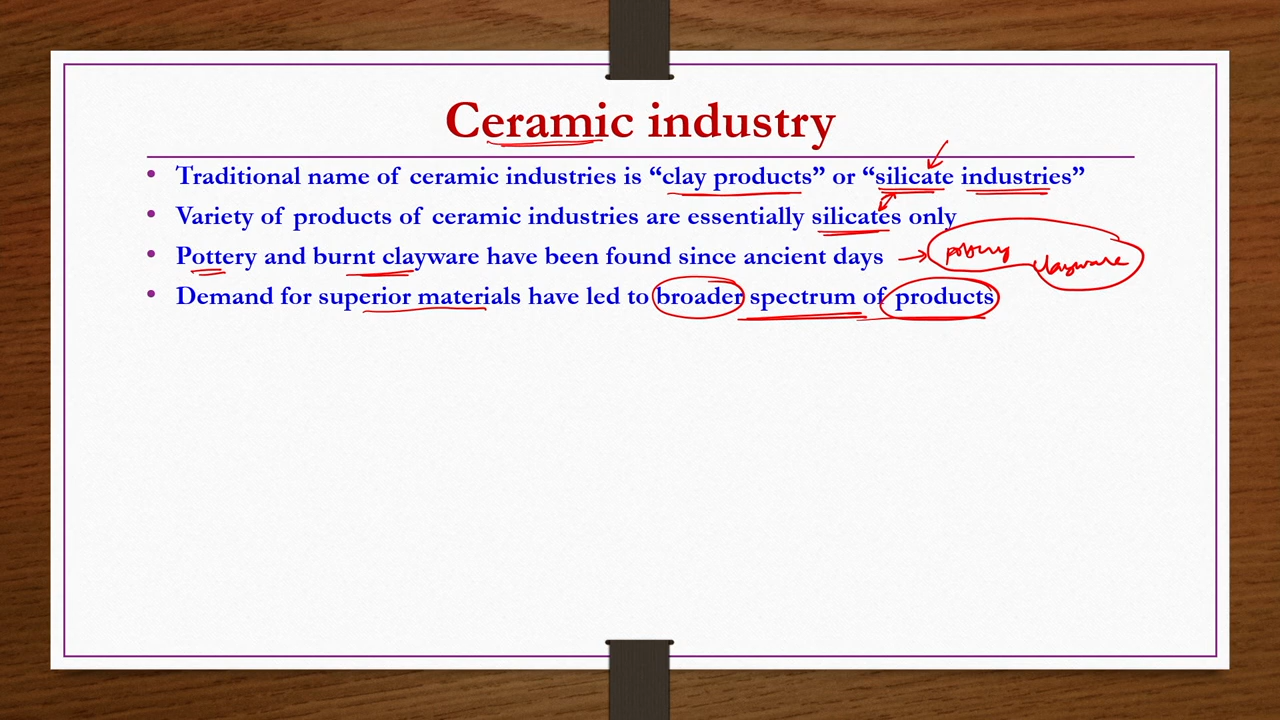 Ceramic industry
• Traditional name of ceramic industries is “clay products” or “silicate industries”
• Variety of products of ceramic industries are essentially silicates only
• Pottery and burnt clayware have been found since ancient days → pottery clayware
• Demand for superior materials have led to broader spectrum of products